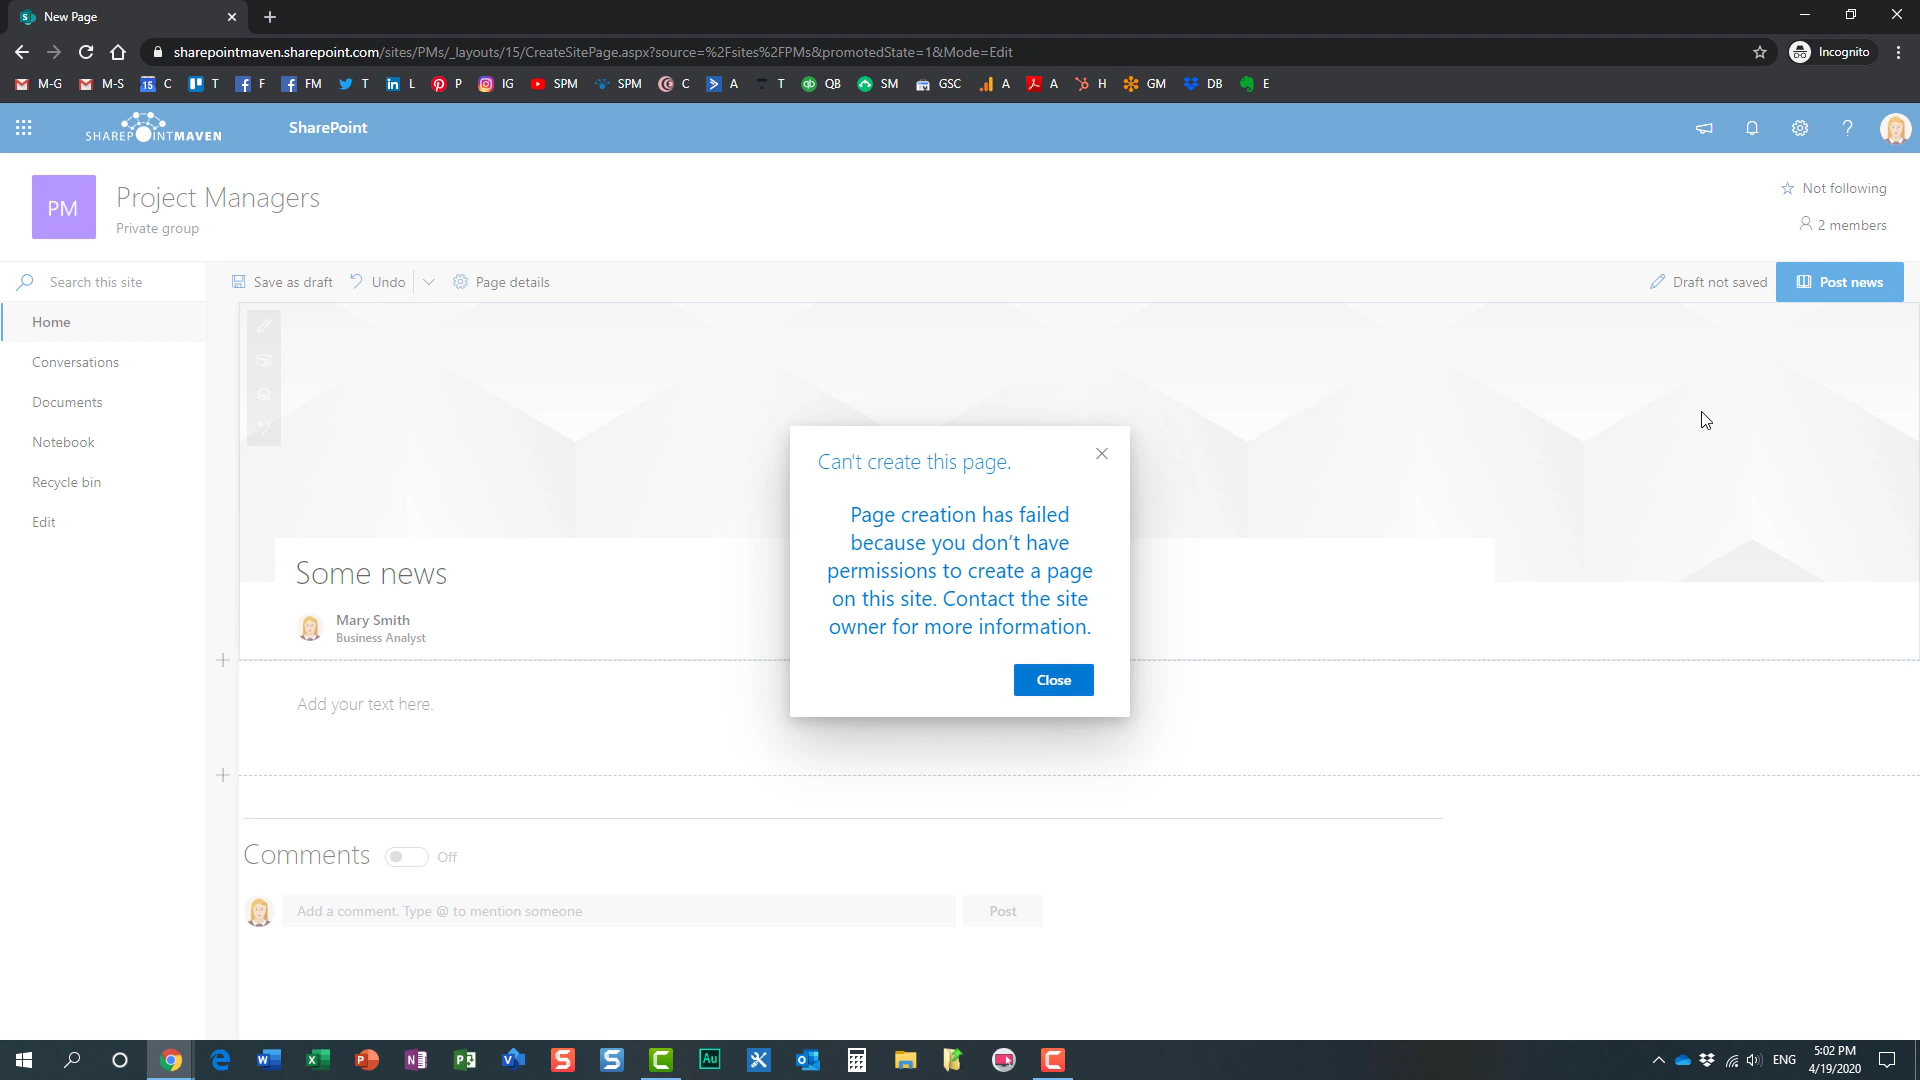 New Page
sharepointmaven.sharepoint.com/sites/PMs/_layouts/15/CreateSitePage.aspx?source=%2Fsites%2FPMs&promotedState=1&Mode=Edit
Incognito
M-G M-S C T F FM T L P IG SPM SPM C A T QB SM GSC A A H GM DB E
SHAREPOINTMAVEN
SharePoint
PM
Project Managers
Private group
Not following
2 members
Search this site
Save as draft
Undo
Page details
Draft not saved
Post news
Home
Conversations
Documents
Notebook
Recycle bin
Edit
Can't create this page.
Page creation has failed
because you don't have
permissions to create a page
on this site. Contact the site
owner for more information.
Close
Some news
Mary Smith
Business Analyst
Add your text here.
Comments
Off
Add a comment. Type @ to mention someone
Post
ENG
5:02 PM
4/19/2020